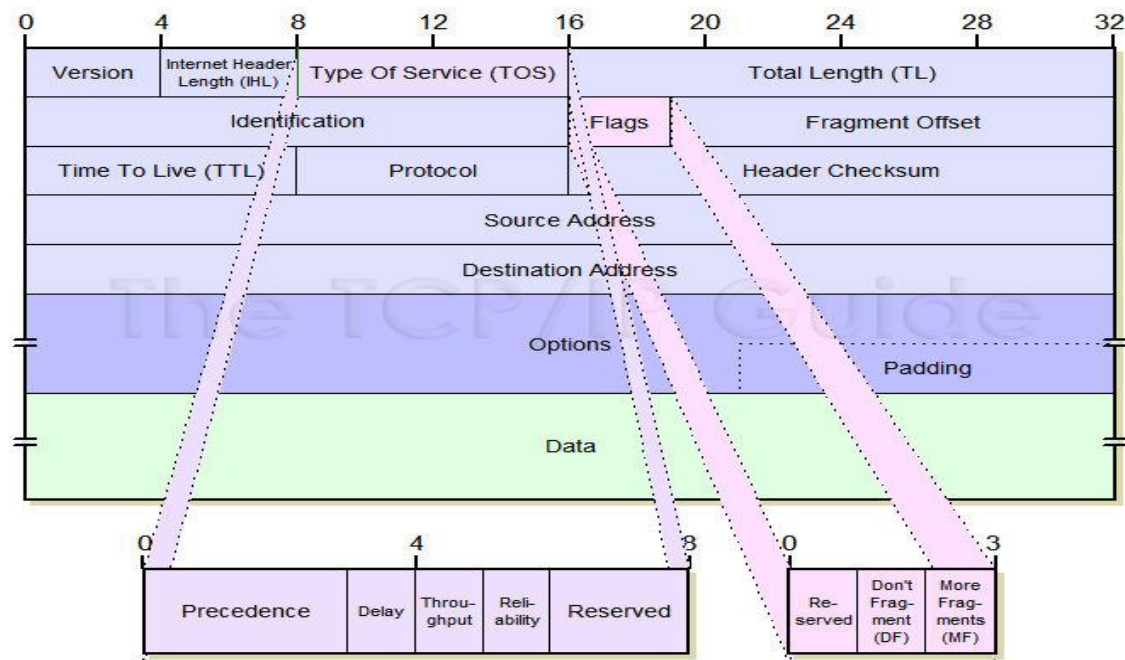 0 4 8 12 16 20 24 28 32
Version
Internet Header
Length (IHL)
Type Of Service (TOS)
Total Length (TL)
Identification
Flags
Fragment Offset
Time To Live (TTL)
Protocol
Header Checksum
Source Address
Destination Address
The TCP/IP Guide
Options
Padding
Data
0 4 8
Precedence
Delay
Throu-
ghput
Reli-
ability
Reserved
0 3
Re-
served
Don't
Frag-
ment
(DF)
More
Frag-
ments
(MF)